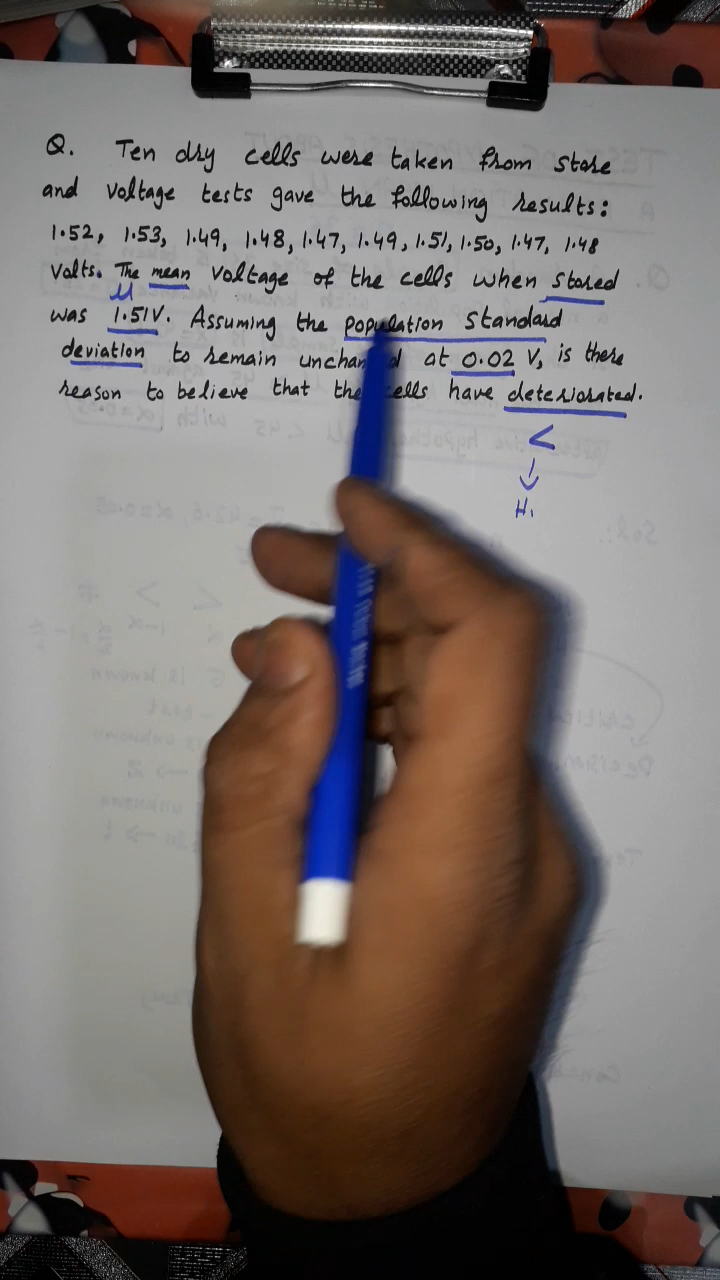 Q. Ten dry cells were taken from store
and voltage tests gave the following results:
1.52, 1.53, 1.49, 1.48, 1.47, 1.49, 1.51, 1.50, 1.47, 1.48
volts. The mean voltage of the cells when stored
μ
was 1.51V. Assuming the population standard
deviation to remain at 0.02 V, is there
reason to believe that cells have deteriorated.
<
↓
H₁